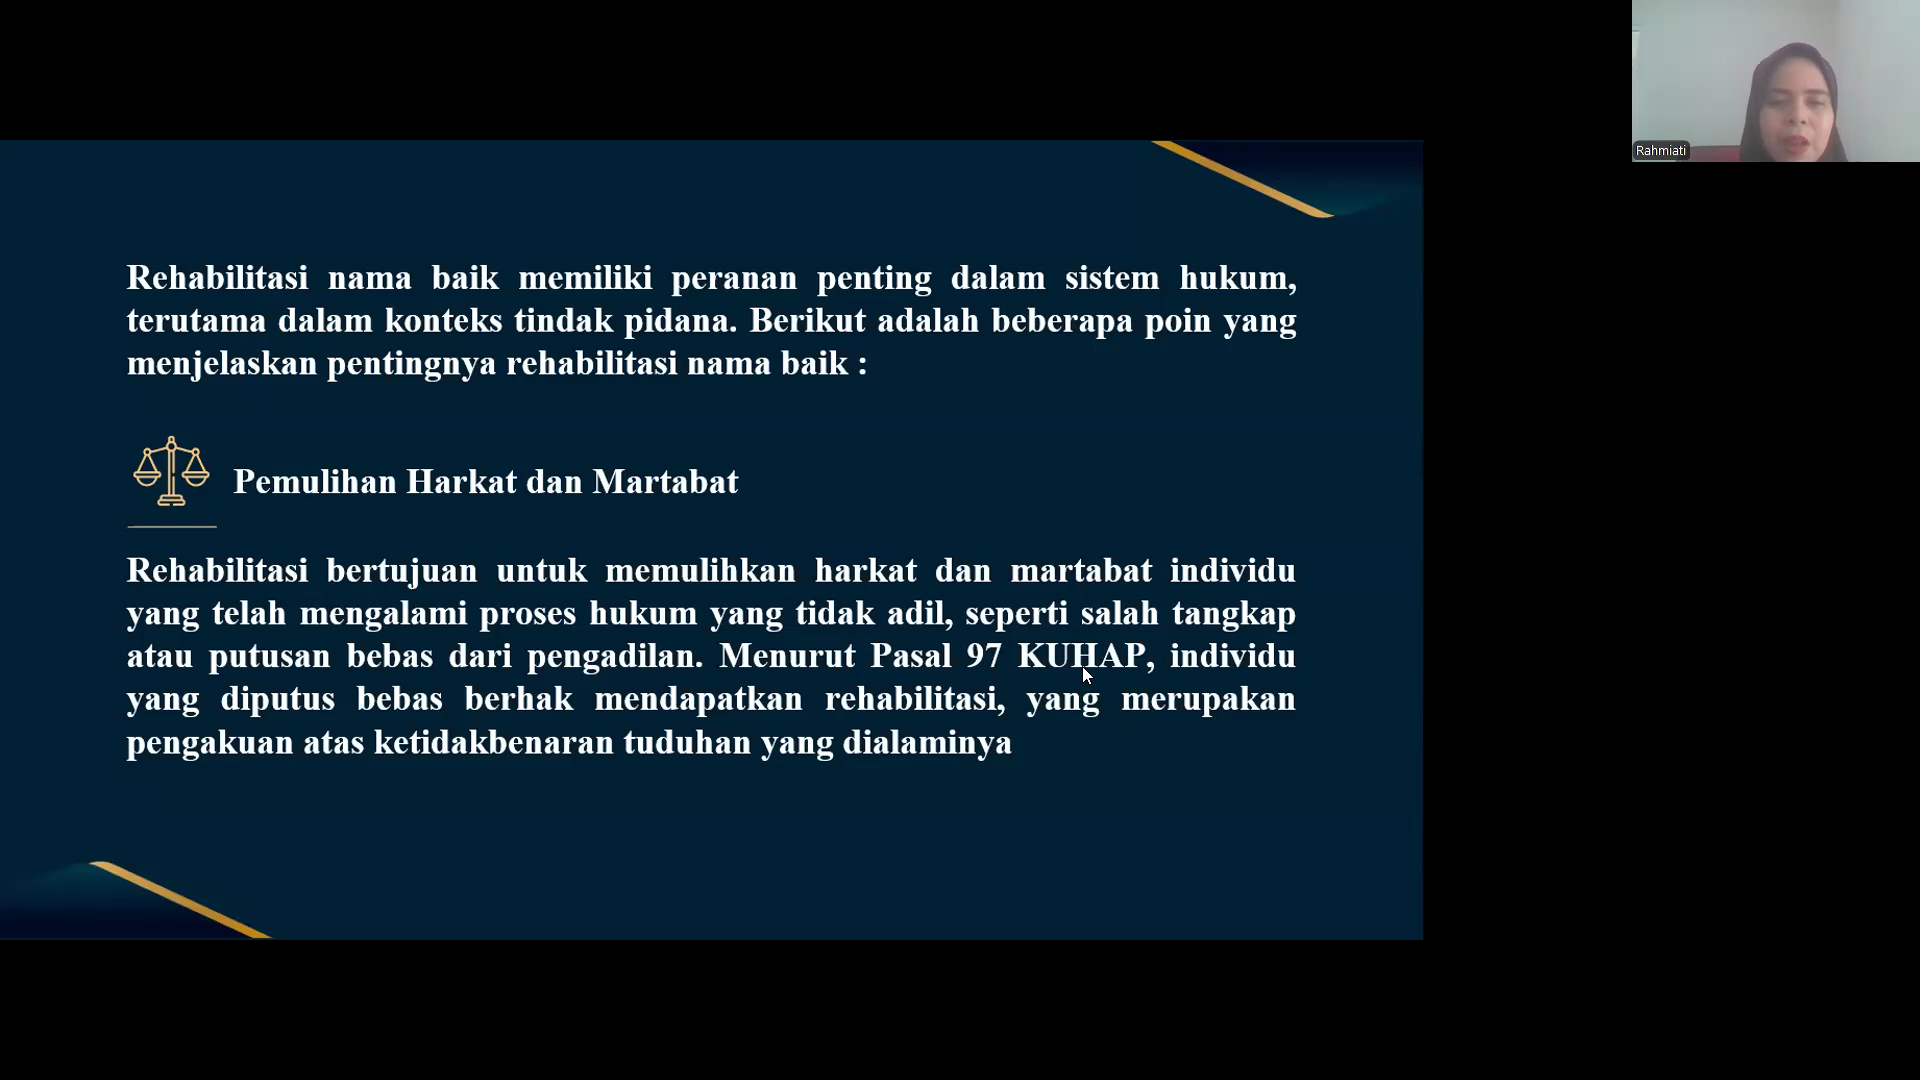 Rahmiati
Rehabilitasi nama baik memiliki peranan penting dalam sistem hukum,
terutama dalam konteks tindak pidana. Berikut adalah beberapa poin yang
menjelaskan pentingnya rehabilitasi nama baik :
Pemulihan Harkat dan Martabat
Rehabilitasi bertujuan untuk memulihkan harkat dan martabat individu
yang telah mengalami proses hukum yang tidak adil, seperti salah tangkap
atau putusan bebas dari pengadilan. Menurut Pasal 97 KUHAP, individu
yang diputus bebas berhak mendapatkan rehabilitasi, yang merupakan
pengakuan atas ketidakbenaran tuduhan yang dialaminya